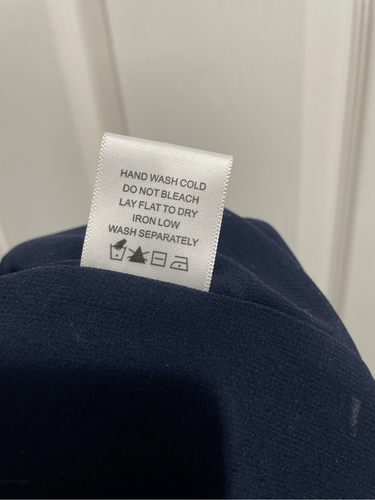 HAND WASH COLD
DO NOT BLEACH
LAY FLAT TO DRY
IRON LOW
WASH SEPARATELY